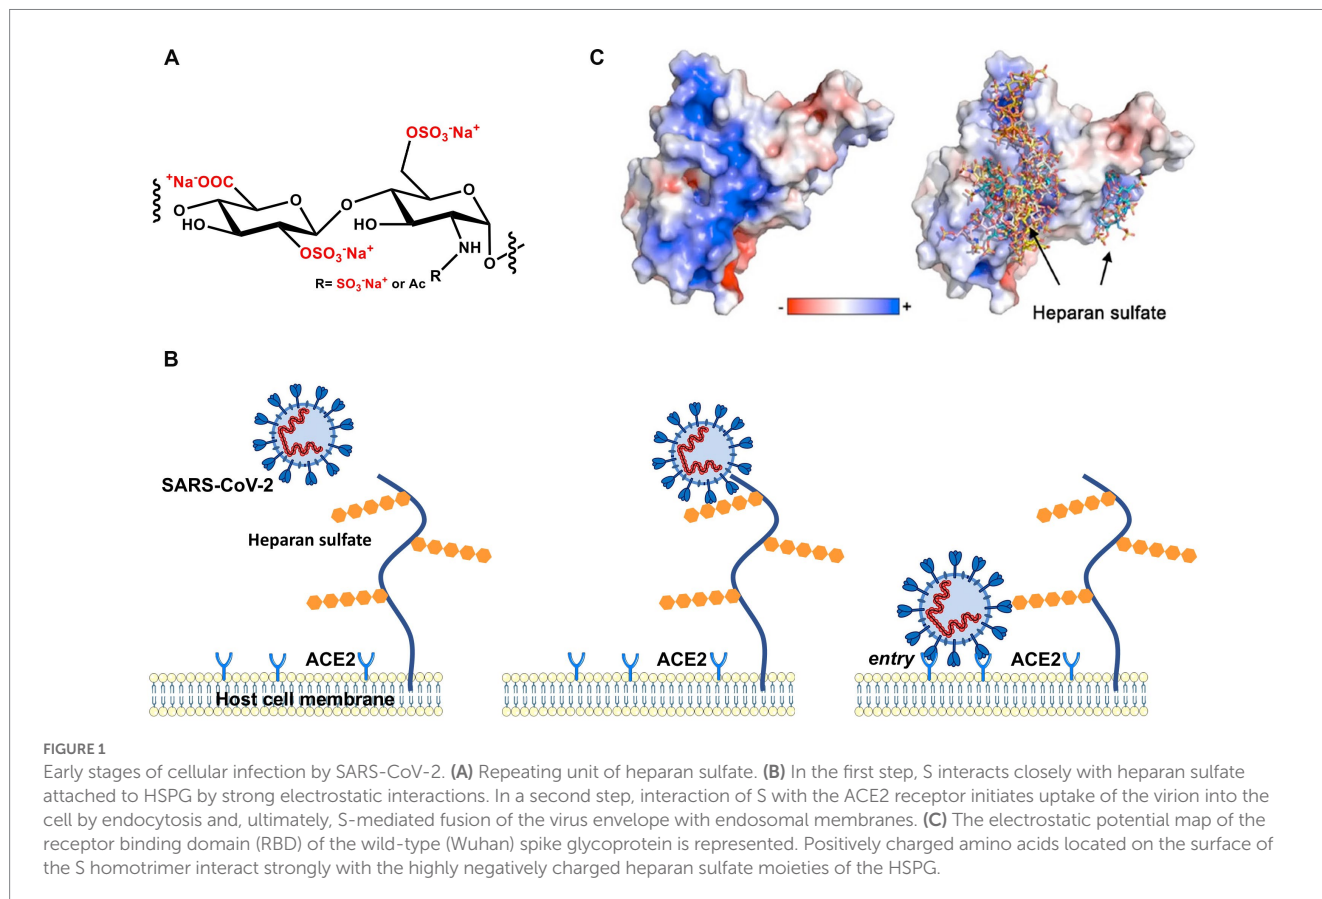 A
OSO₃⁻Na⁺
⁺Na⁻OOC
O
O
O
O
HO
HO
OSO₃⁻Na⁺
NH
O
R
R= SO₃⁻Na⁺ or Ac
C
- +
Heparan sulfate
B
SARS-CoV-2
Heparan sulfate
ACE2
Host cell membrane
ACE2
entry
ACE2
FIGURE 1
Early stages of cellular infection by SARS-CoV-2. (A) Repeating unit of heparan sulfate. (B) In the first step, S interacts closely with heparan sulfate
attached to HSPG by strong electrostatic interactions. In a second step, interaction of S with the ACE2 receptor initiates uptake of the virion into the
cell by endocytosis and, ultimately, S-mediated fusion of the virus envelope with endosomal membranes. (C) The electrostatic potential map of the
receptor binding domain (RBD) of the wild-type (Wuhan) spike glycoprotein is represented. Positively charged amino acids located on the surface of
the S homotrimer interact strongly with the highly negatively charged heparan sulfate moieties of the HSPG.